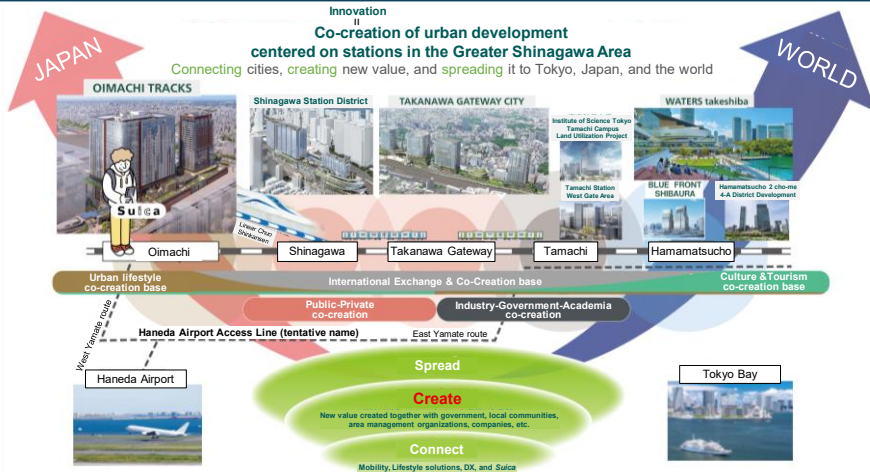 Innovation
Co-creation of urban development
centered on stations in the Greater Shinagawa Area
Connecting cities, creating new value, and spreading it to Tokyo, Japan, and the world
JAPAN
WORLD
OIMACHI TRACKS
Shinagawa Station District
TAKANAWA GATEWAY CITY
Institute of Science Tokyo
Tamachi Campus
Land Utilization Project
WATERS takeshiba
Tamachi Station
West Gate Area
BLUE FRONT
SHIBAURA
Hamamatsucho 2 cho-me
4-A District Development
Suica
Linear Chuo
Shinkansen
Oimachi
Shinagawa
Takanawa Gateway
Tamachi
Hamamatsucho
Urban lifestyle
co-creation base
International Exchange & Co-Creation base
Culture &Tourism
co-creation base
Public-Private
co-creation
Industry-Government-Academia
co-creation
West Yamate route
Haneda Airport Access Line (tentative name)
East Yamate route
Haneda Airport
Tokyo Bay
Spread
Create
New value created together with government, local communities,
area management organizations, companies, etc.
Connect
Mobility, Lifestyle solutions, DX, and Suica